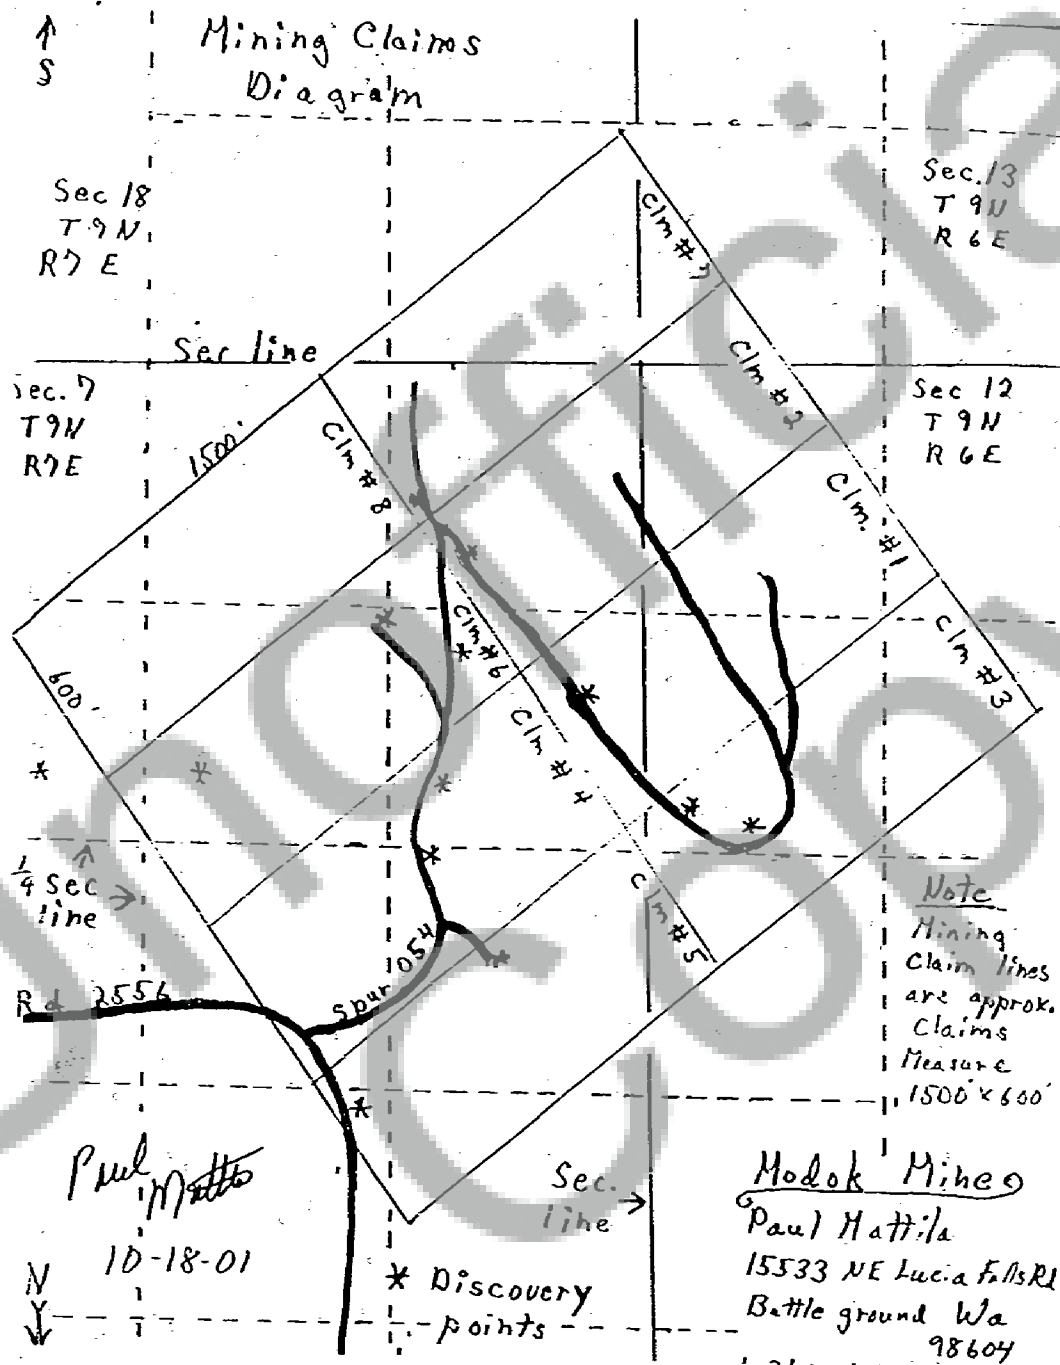 S
Mining Claims
Diagram
Sec 18
T 9 N
R 7 E
Sec. 13
T 9 N
R 6 E
Clm # 7
Sec line
Sec. 7
T 9 N
R 7 E
Sec 12
T 9 N
R 6 E
Clm # 2
1500'
Clm # 8
Clm. #1
Clm #6
Clm #3
600'
Clm # 4
1/4 Sec
line
Clm #5
Note
Mining
Claim lines
are approx.
Claims
Measure
1500' x 600'
Spur 054
Rd 2556
Paul Mattila
10-18-01
N
Sec.
line
* Discovery
points
Modok Mine
Paul Mattila
15533 NE Lucia Falls Rd
Battle ground Wa
98604
Unofficial
Copy